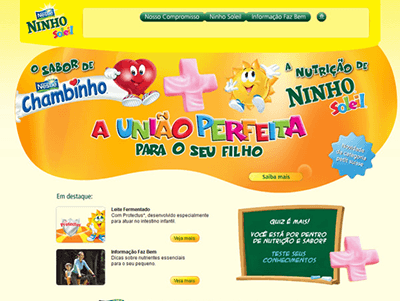 Nestlé
NINHO
Soleil
Nosso Compromisso
Ninho Soleil
Informação Faz Bem
O SABOR DE
Nestlé
Chambinho
A NUTRIÇÃO DE
NINHO
Soleil
A UNIÃO PERFEITA
PARA O SEU FILHO
Saiba mais
Em destaque:
Leite Fermentado
Com Protectus®, desenvolvido especialmente
para atuar no intestino infantil.
Veja mais
Informação Faz Bem
Dicas sobre nutrientes essenciais
para o seu pequeno.
Veja mais
QUIZ É MAIS!
VOCÊ ESTÁ POR DENTRO
DE NUTRIÇÃO E SABOR?
TESTE SEUS
CONHECIMENTOS